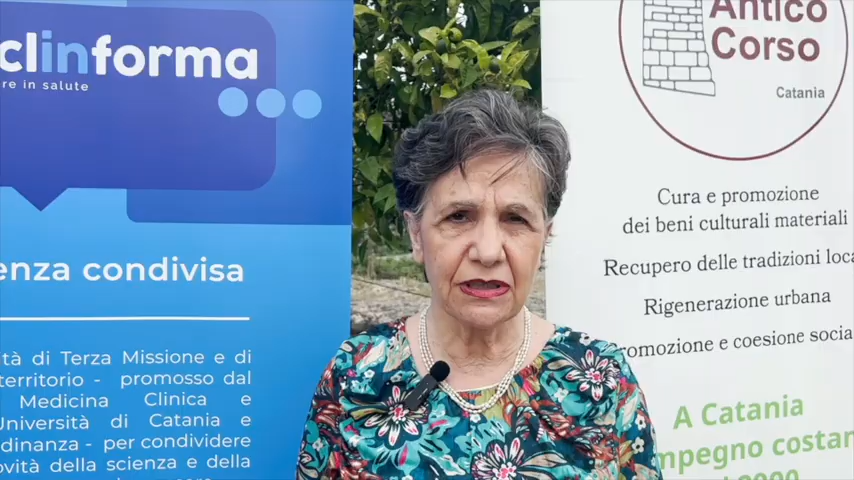 clinforma
re in salute
enza condivisa
tà di Terza Missione e di
territorio - promosso dal
Medicina Clinica e
Università di Catania e
dinanza - per condividere
ovità della scienza e della
Antico
Corso
Catania
Cura e promozione
dei beni culturali materiali
Recupero delle tradizioni loca
Rigenerazione urbana
romozione e coesione socia
A Catania
mpegno costan